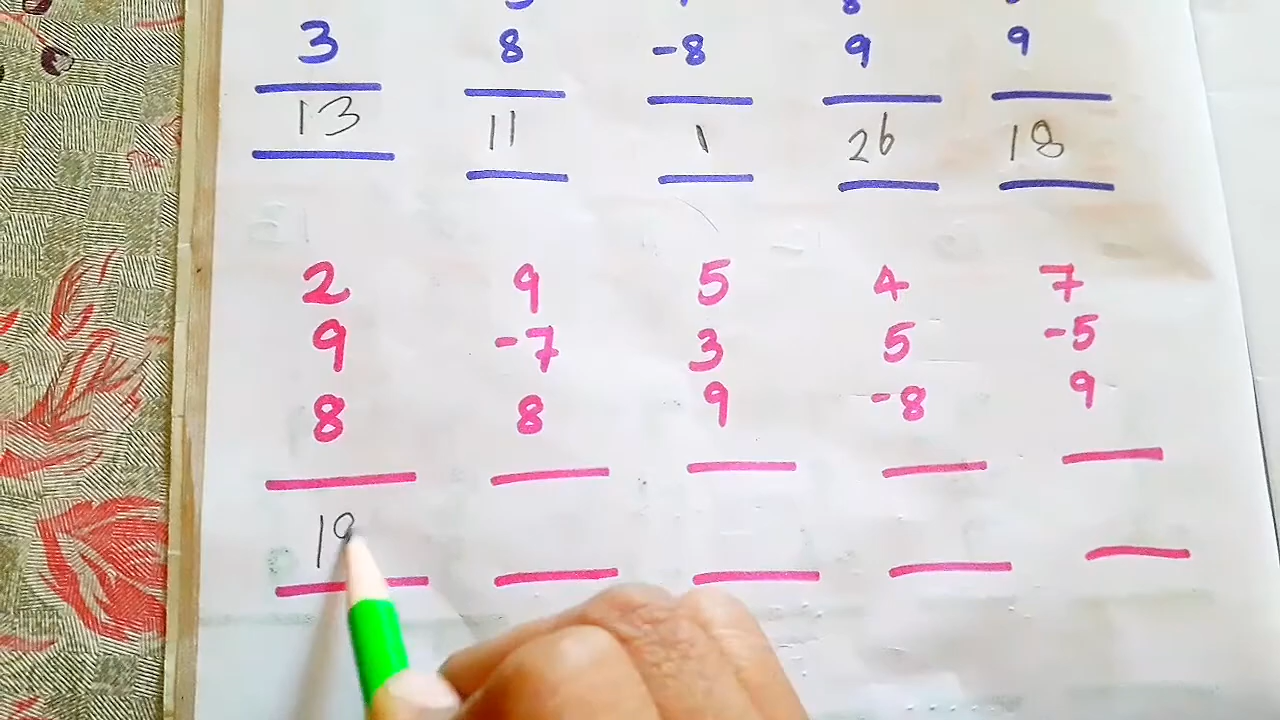 3 8 -8 9 9
13 11 1 26 18
2 9 5 4 7
9 -7 3 5 -5
8 8 9 -8 9
19